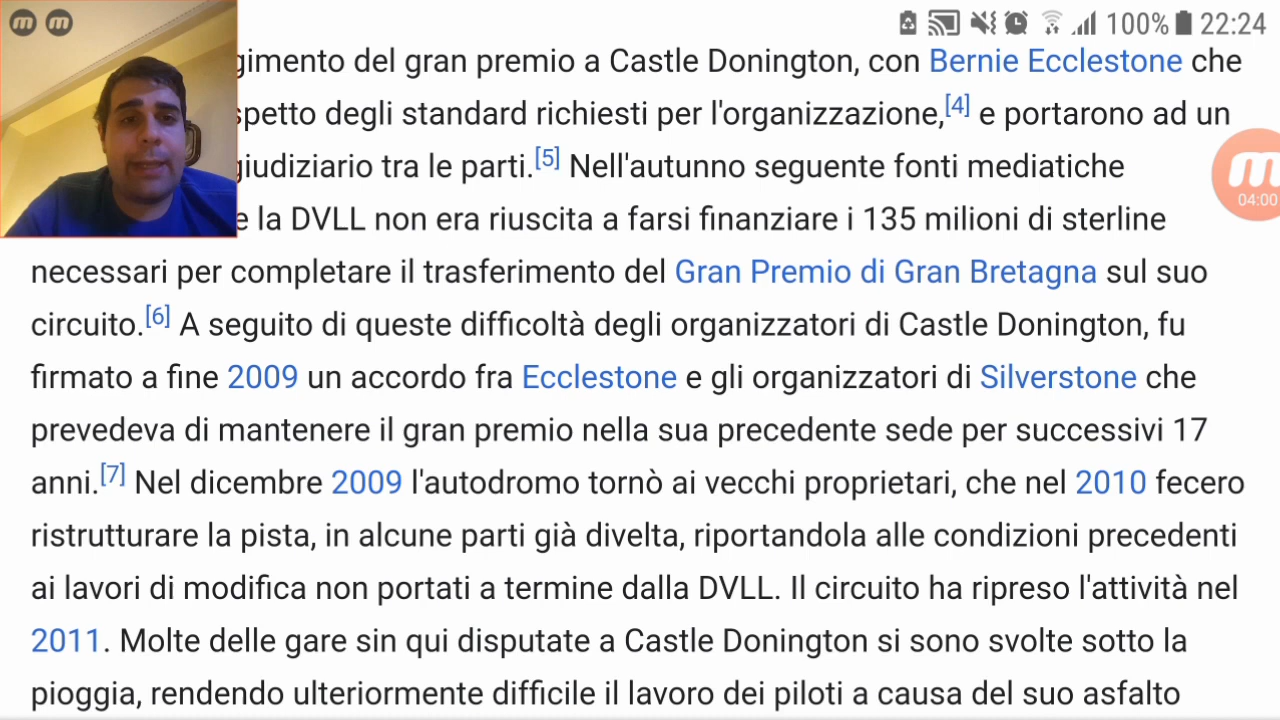 100% 22:24
gimento del gran premio a Castle Donington, con Bernie Ecclestone che
spetto degli standard richiesti per l'organizzazione,[4] e portarono ad un
giudiziario tra le parti.[5] Nell'autunno seguente fonti mediatiche
e la DVLL non era riuscita a farsi finanziare i 135 milioni di sterline
04:00
necessari per completare il trasferimento del Gran Premio di Gran Bretagna sul suo
circuito.[6] A seguito di queste difficoltà degli organizzatori di Castle Donington, fu
firmato a fine 2009 un accordo fra Ecclestone e gli organizzatori di Silverstone che
prevedeva di mantenere il gran premio nella sua precedente sede per successivi 17
anni.[7] Nel dicembre 2009 l'autodromo tornò ai vecchi proprietari, che nel 2010 fecero
ristrutturare la pista, in alcune parti già divelta, riportandola alle condizioni precedenti
ai lavori di modifica non portati a termine dalla DVLL. Il circuito ha ripreso l'attività nel
2011. Molte delle gare sin qui disputate a Castle Donington si sono svolte sotto la
pioggia, rendendo ulteriormente difficile il lavoro dei piloti a causa del suo asfalto